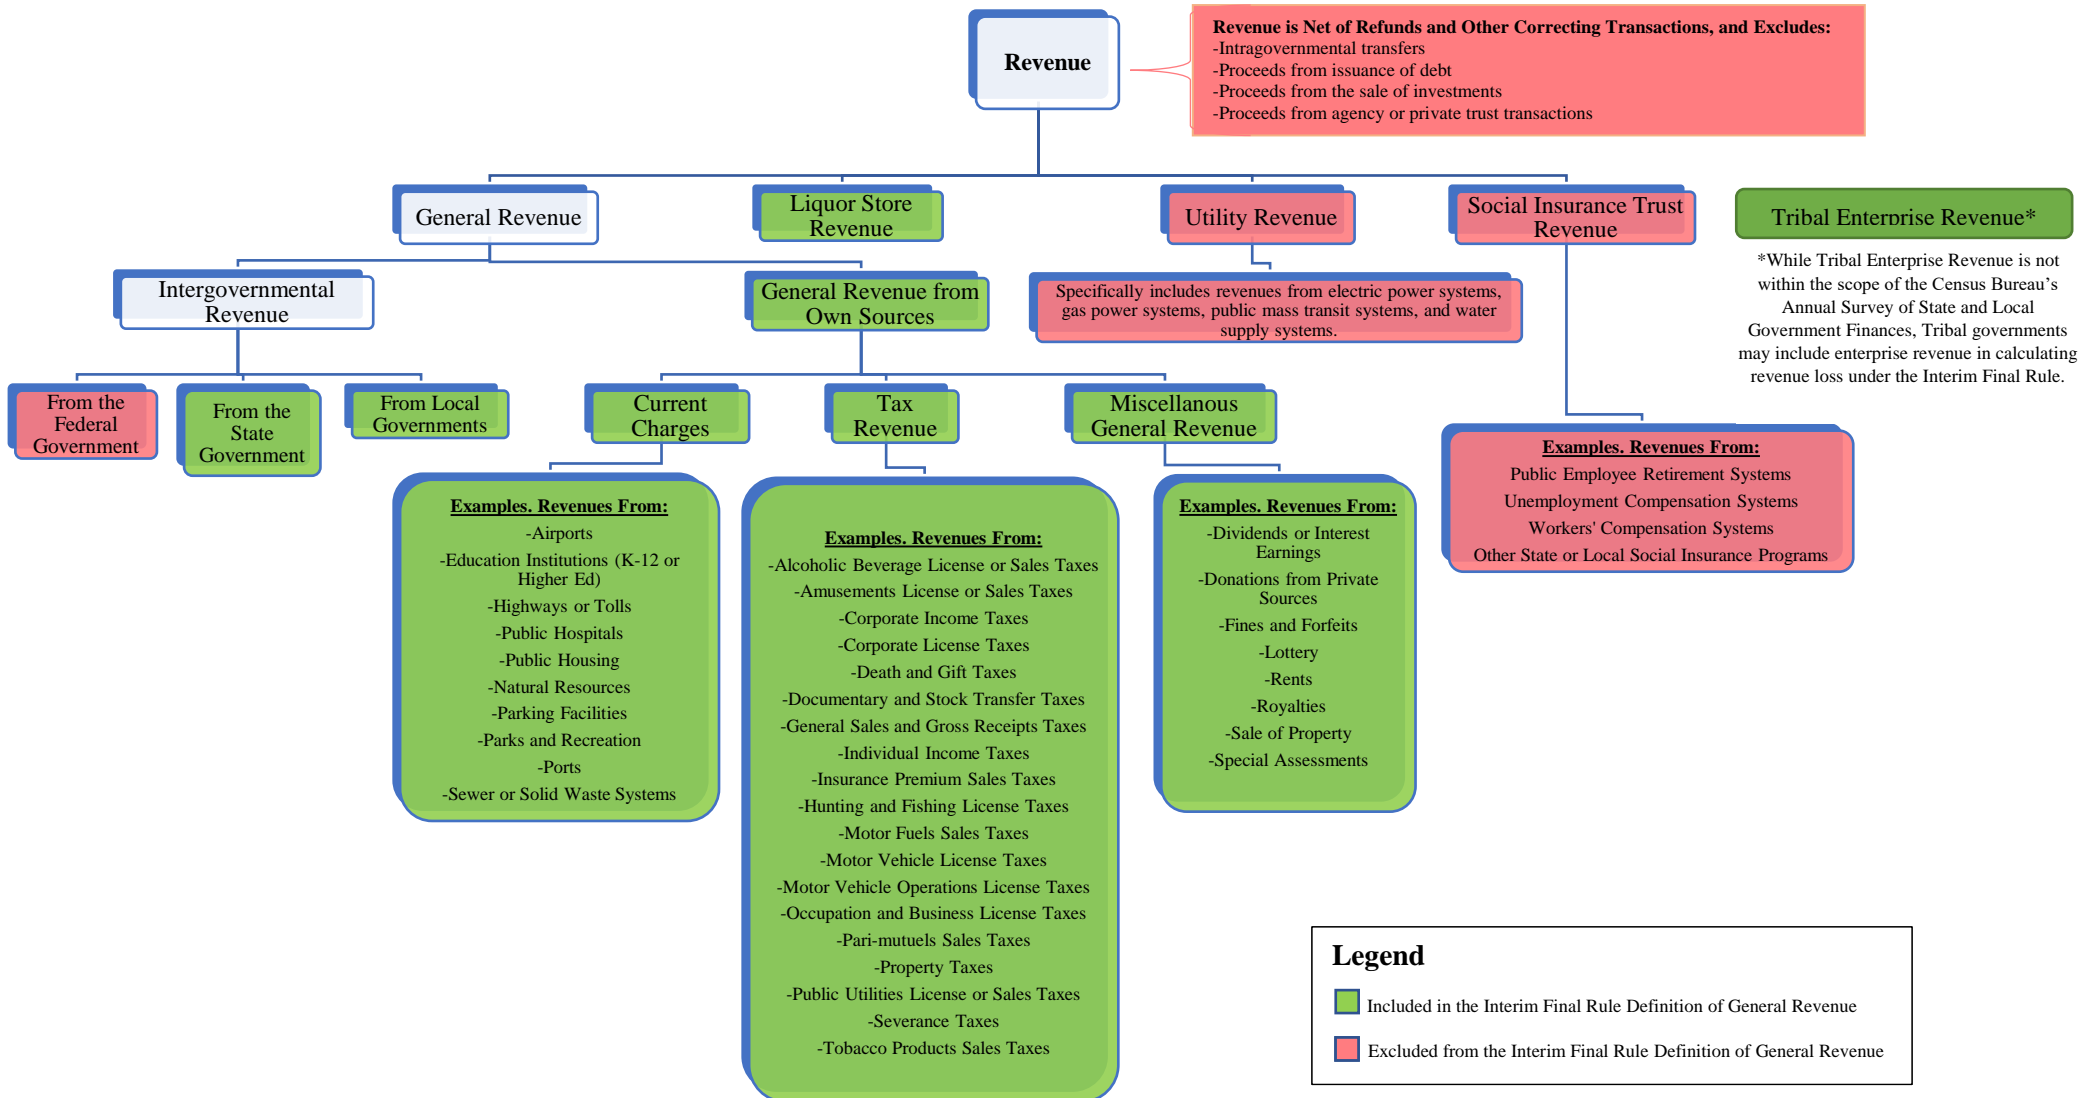 Revenue
Revenue is Net of Refunds and Other Correcting Transactions, and Excludes:
-Intragovernmental transfers
-Proceeds from issuance of debt
-Proceeds from the sale of investments
-Proceeds from agency or private trust transactions
General Revenue
Liquor Store
Revenue
Utility Revenue
Social Insurance Trust
Revenue
Tribal Enterprise Revenue*
*While Tribal Enterprise Revenue is not
within the scope of the Census Bureau’s
Annual Survey of State and Local
Government Finances, Tribal governments
may include enterprise revenue in calculating
revenue loss under the Interim Final Rule.
Intergovernmental
Revenue
General Revenue from
Own Sources
Specifically includes revenues from electric power systems,
gas power systems, public mass transit systems, and water
supply systems.
From the
Federal
Government
From the
State
Government
From Local
Governments
Current
Charges
Tax
Revenue
Miscellanous
General Revenue
Examples. Revenues From:
-Airports
-Education Institutions (K-12 or
Higher Ed)
-Highways or Tolls
-Public Hospitals
-Public Housing
-Natural Resources
-Parking Facilities
-Parks and Recreation
-Ports
-Sewer or Solid Waste Systems
Examples. Revenues From:
-Alcoholic Beverage License or Sales Taxes
-Amusements License or Sales Taxes
-Corporate Income Taxes
-Corporate License Taxes
-Death and Gift Taxes
-Documentary and Stock Transfer Taxes
-General Sales and Gross Receipts Taxes
-Individual Income Taxes
-Insurance Premium Sales Taxes
-Hunting and Fishing License Taxes
-Motor Fuels Sales Taxes
-Motor Vehicle License Taxes
-Motor Vehicle Operations License Taxes
-Occupation and Business License Taxes
-Pari-mutuels Sales Taxes
-Property Taxes
-Public Utilities License or Sales Taxes
-Severance Taxes
-Tobacco Products Sales Taxes
Examples. Revenues From:
-Dividends or Interest
Earnings
-Donations from Private
Sources
-Fines and Forfeits
-Lottery
-Rents
-Royalties
-Sale of Property
-Special Assessments
Examples. Revenues From:
Public Employee Retirement Systems
Unemployment Compensation Systems
Workers' Compensation Systems
Other State or Local Social Insurance Programs
Legend
Included in the Interim Final Rule Definition of General Revenue
Excluded from the Interim Final Rule Definition of General Revenue